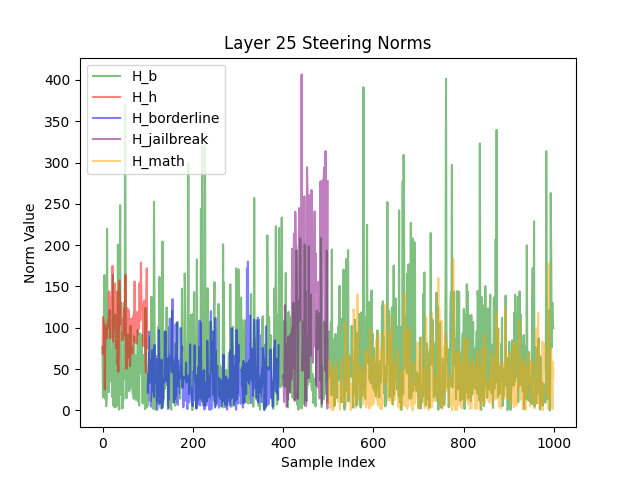 Layer 25 Steering Norms
H_b
H_h
H_borderline
H_jailbreak
H_math
Norm Value
400
350
300
250
200
150
100
50
0
0 200 400 600 800 1000
Sample Index